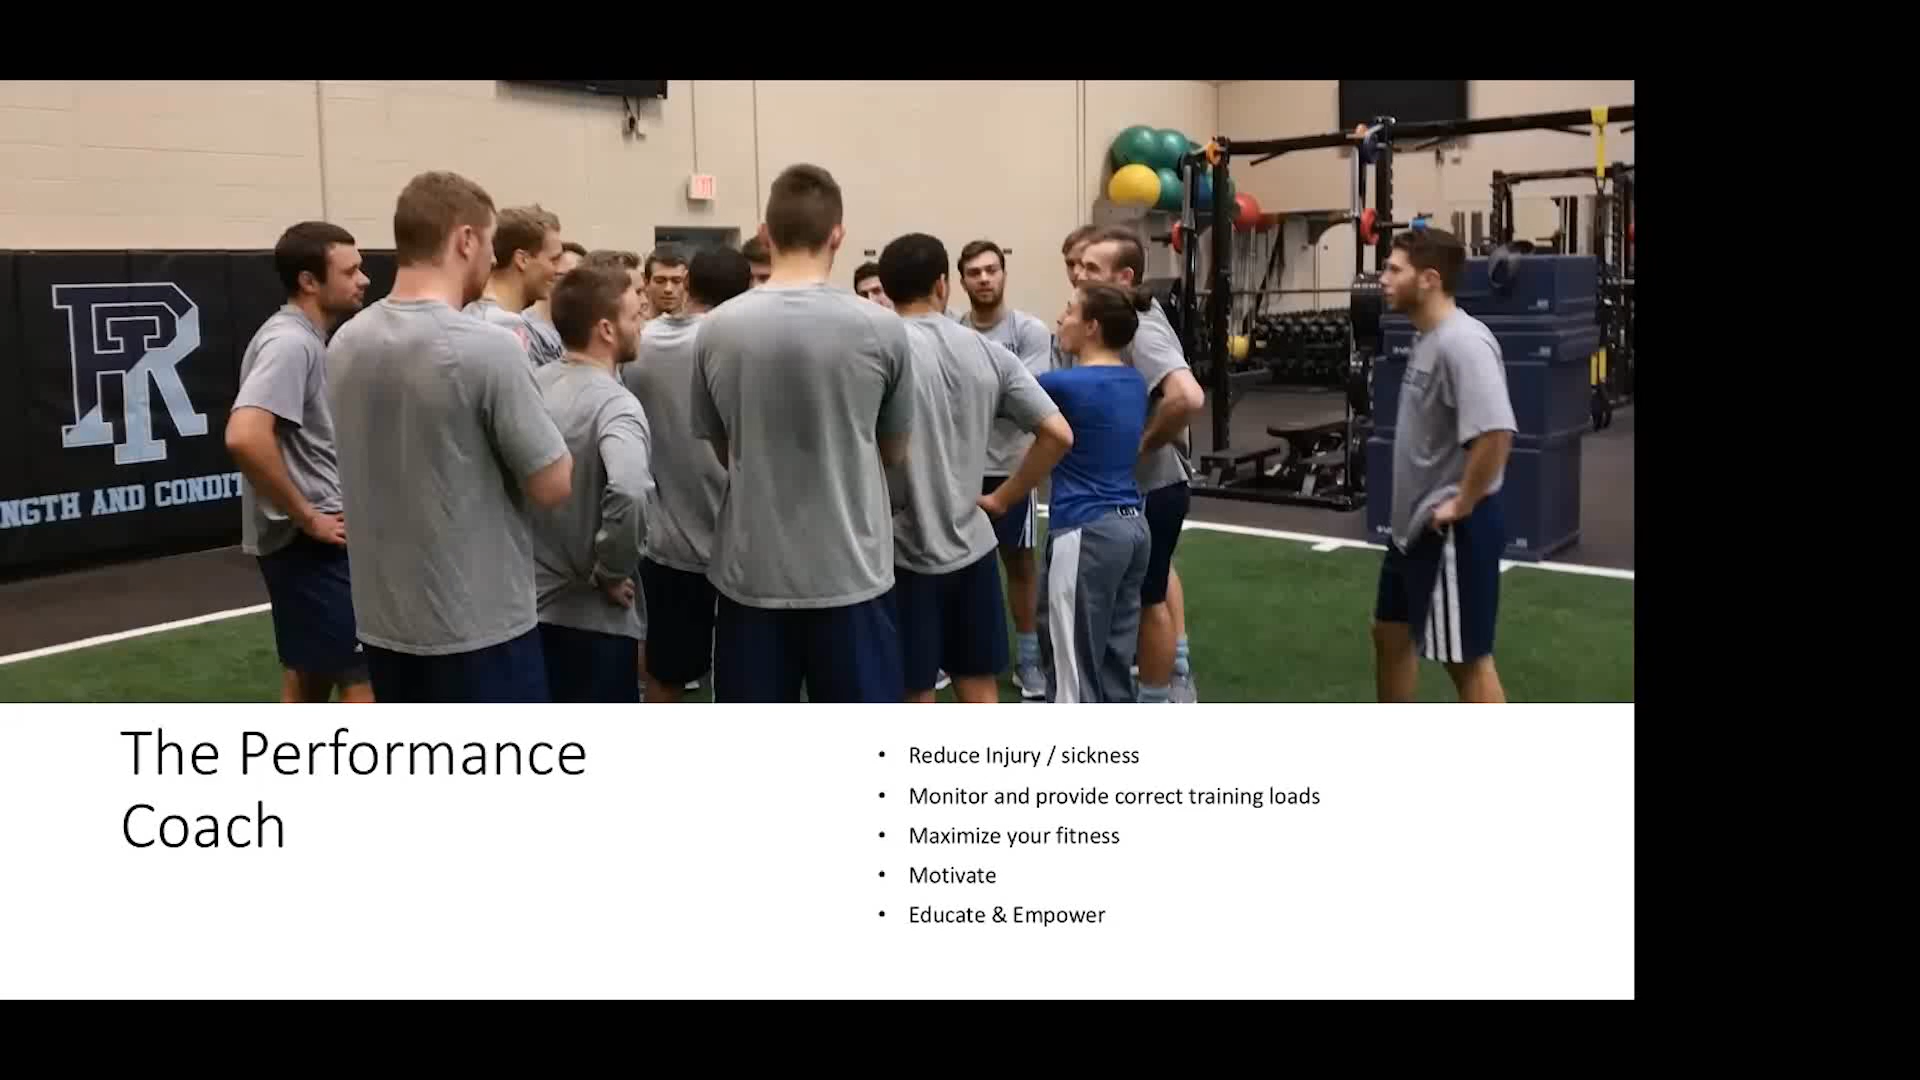 RI
NGTH AND CONDIT
The Performance
Coach
• Reduce Injury / sickness
• Monitor and provide correct training loads
• Maximize your fitness
• Motivate
• Educate & Empower